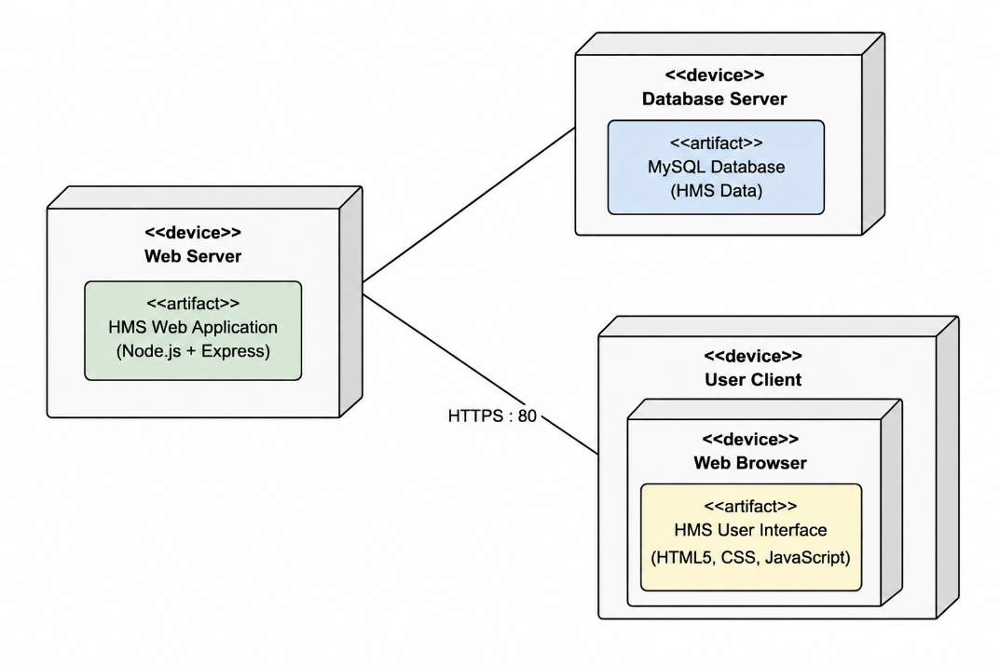 <<device>>
Database Server
<<artifact>>
MySQL Database
(HMS Data)
<<device>>
Web Server
<<artifact>>
HMS Web Application
(Node.js + Express)
HTTPS : 80
<<device>>
User Client
<<device>>
Web Browser
<<artifact>>
HMS User Interface
(HTML5, CSS, JavaScript)